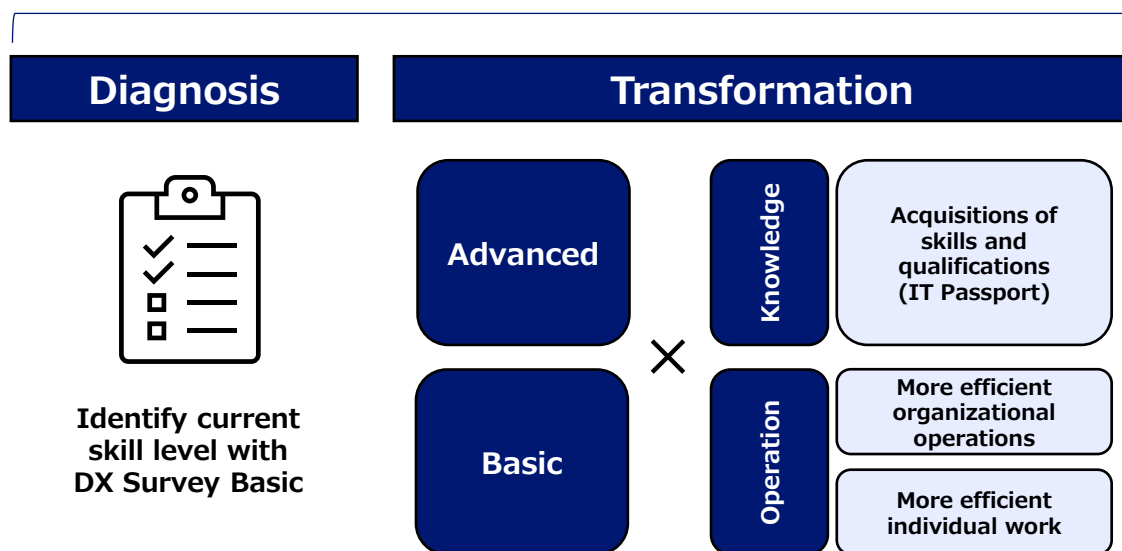 Diagnosis
Identify current
skill level with
DX Survey Basic
Transformation
Advanced
Basic
Knowledge
Acquisitions of
skills and
qualifications
(IT Passport)
Operation
More efficient
organizational
operations
More efficient
individual work